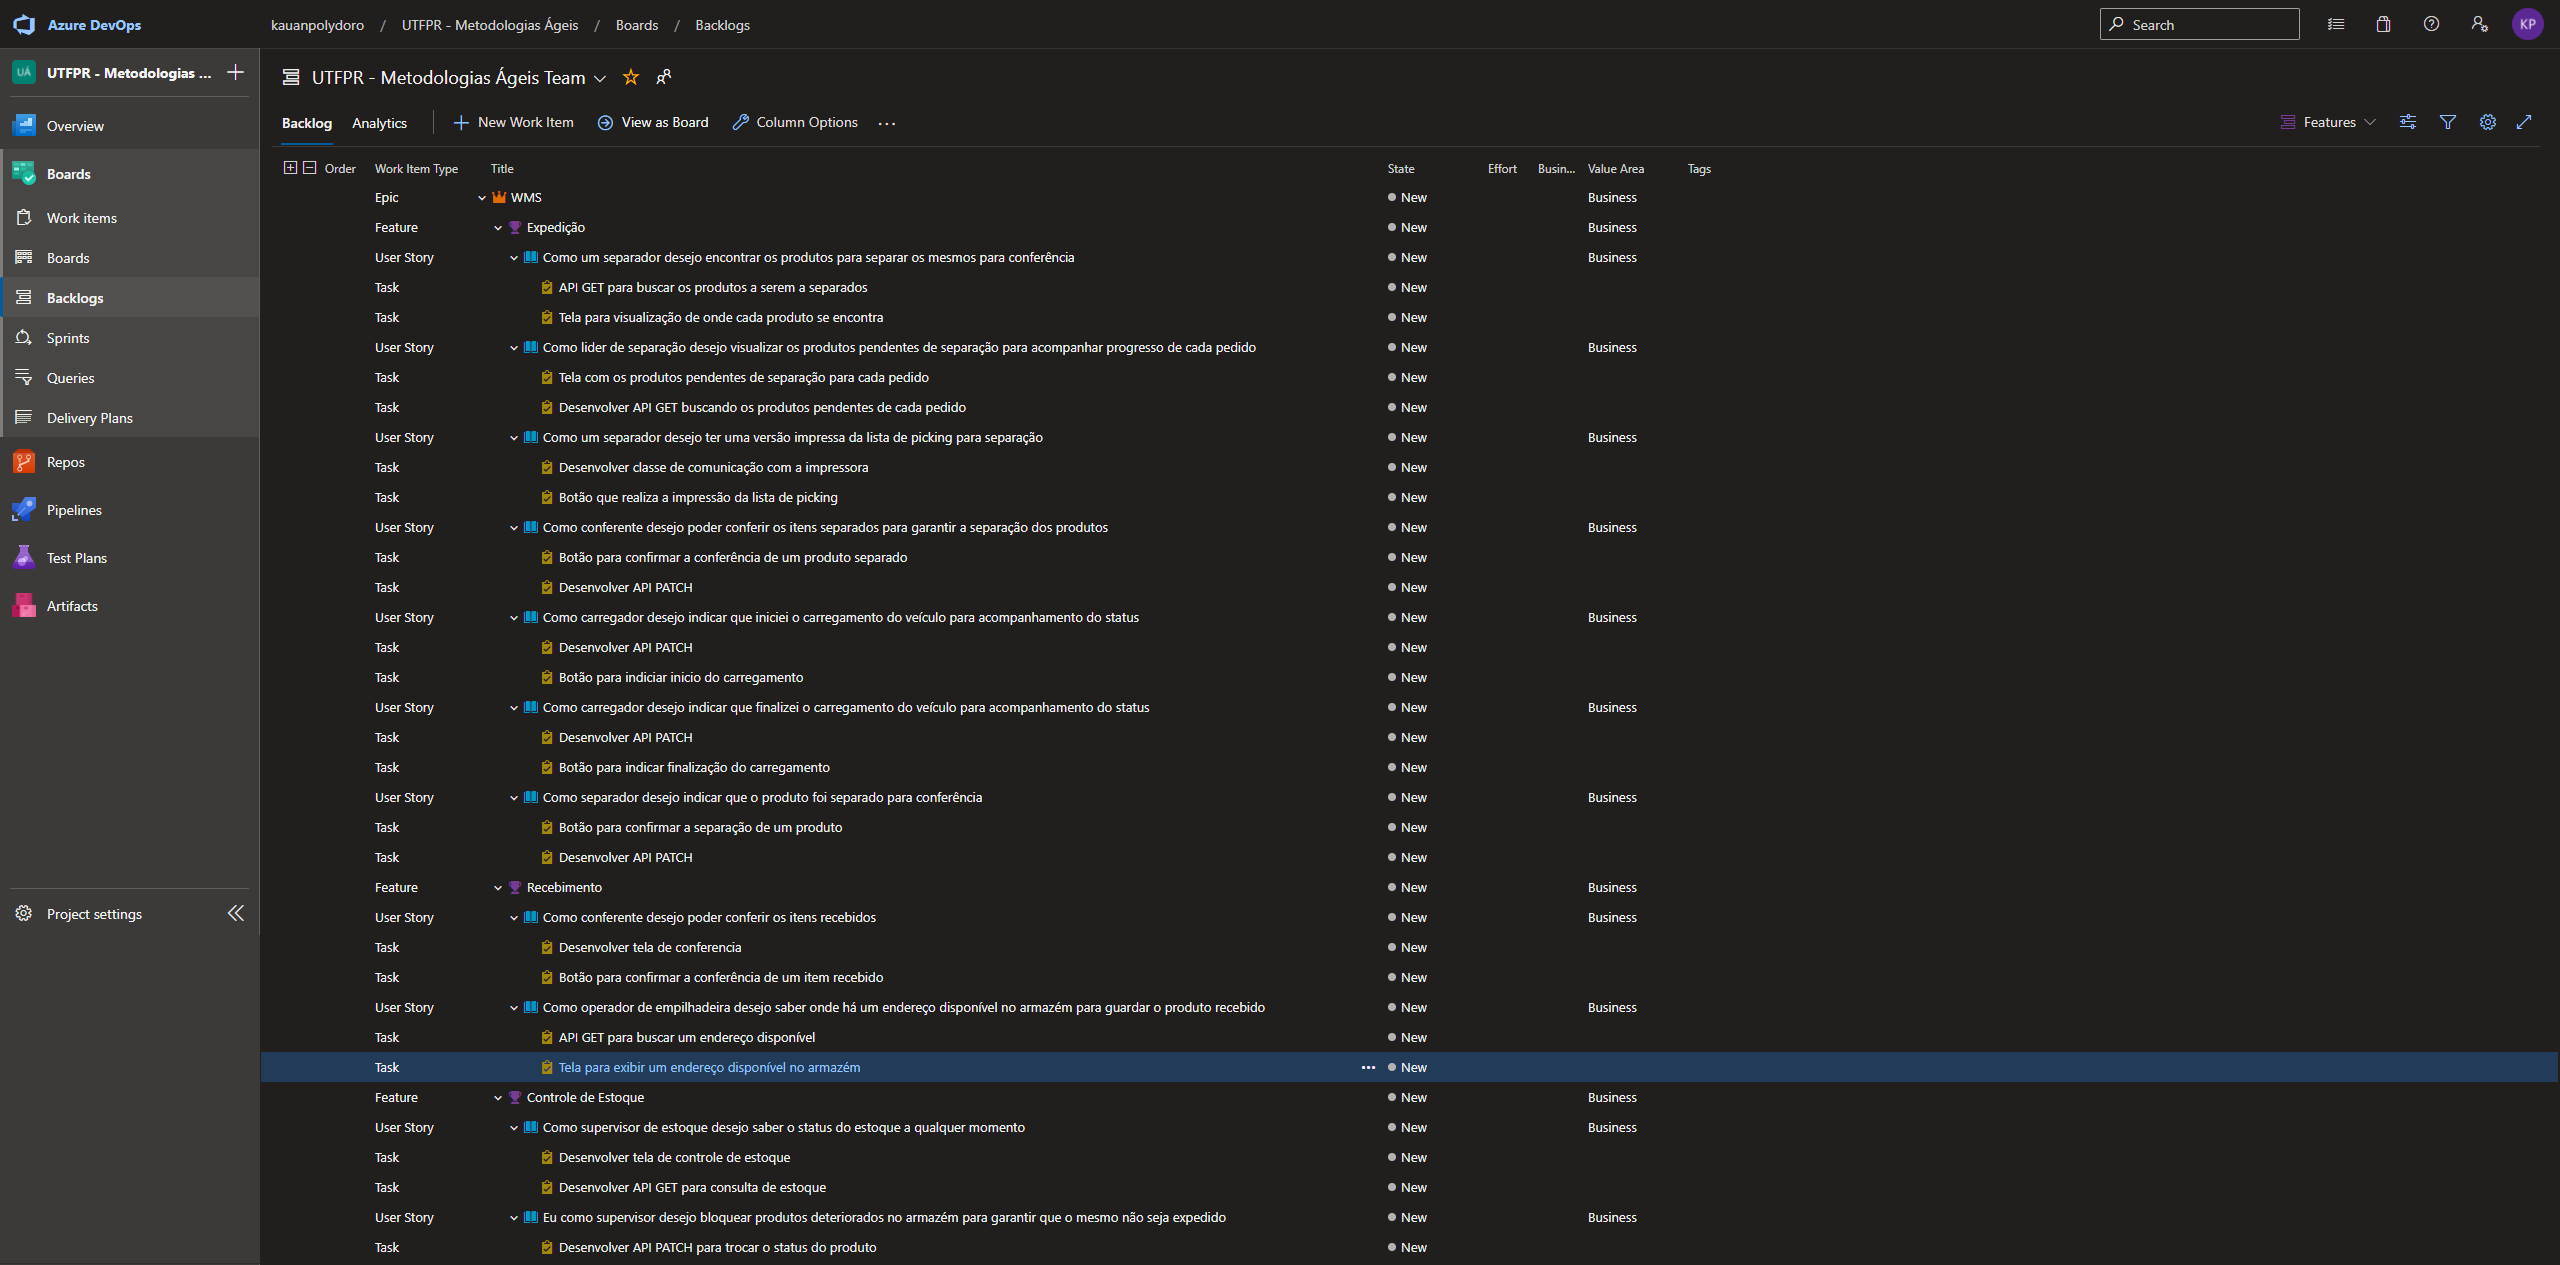 Azure DevOps
kauanpolydoro / UTFPR - Metodologias Ágeis / Boards / Backlogs
Search
KP
UÁ
UTFPR - Metodologias ...
Overview
Boards
Work items
Boards
Backlogs
Sprints
Queries
Delivery Plans
Repos
Pipelines
Test Plans
Artifacts
Project settings
UTFPR - Metodologias Ágeis Team
Backlog Analytics New Work Item View as Board Column Options ...
Features
Order Work Item Type Title State Effort Busin... Value Area Tags
Epic WMS New Business
Feature Expedição New Business
User Story Como um separador desejo encontrar os produtos para separar os mesmos para conferência New Business
Task API GET para buscar os produtos a serem a separados New
Task Tela para visualização de onde cada produto se encontra New
User Story Como lider de separação desejo visualizar os produtos pendentes de separação para acompanhar progresso de cada pedido New Business
Task Tela com os produtos pendentes de separação para cada pedido New
Task Desenvolver API GET buscando os produtos pendentes de cada pedido New
User Story Como um separador desejo ter uma versão impressa da lista de picking para separação New Business
Task Desenvolver classe de comunicação com a impressora New
Task Botão que realiza a impressão da lista de picking New
User Story Como conferente desejo poder conferir os itens separados para garantir a separação dos produtos New Business
Task Botão para confirmar a conferência de um produto separado New
Task Desenvolver API PATCH New
User Story Como carregador desejo indicar que iniciei o carregamento do veículo para acompanhamento do status New Business
Task Desenvolver API PATCH New
Task Botão para indiciar inicio do carregamento New
User Story Como carregador desejo indicar que finalizei o carregamento do veículo para acompanhamento do status New Business
Task Desenvolver API PATCH New
Task Botão para indicar finalização do carregamento New
User Story Como separador desejo indicar que o produto foi separado para conferência New Business
Task Botão para confirmar a separação de um produto New
Task Desenvolver API PATCH New
Feature Recebimento New Business
User Story Como conferente desejo poder conferir os itens recebidos New Business
Task Desenvolver tela de conferencia New
Task Botão para confirmar a conferência de um item recebido New
User Story Como operador de empilhadeira desejo saber onde há um endereço disponível no armazém para guardar o produto recebido New Business
Task API GET para buscar um endereço disponível New
Task Tela para exibir um endereço disponível no armazém ... New
Feature Controle de Estoque New Business
User Story Como supervisor de estoque desejo saber o status do estoque a qualquer momento New Business
Task Desenvolver tela de controle de estoque New
Task Desenvolver API GET para consulta de estoque New
User Story Eu como supervisor desejo bloquear produtos deteriorados no armazém para garantir que o mesmo não seja expedido New Business
Task Desenvolver API PATCH para trocar o status do produto New